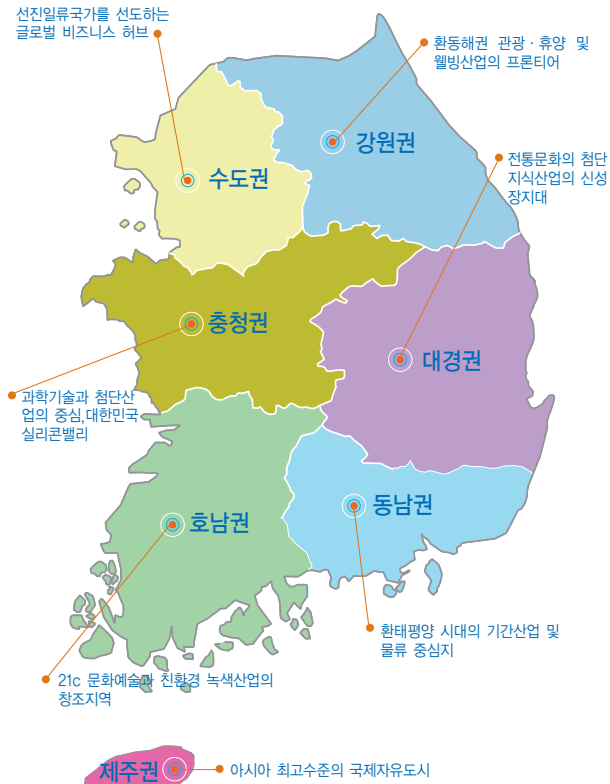 선진일류국가를 선도하는
글로벌 비즈니스 허브
환동해권 관광 · 휴양 및
웰빙산업의 프론티어
강원권
수도권
전통문화의 첨단
지식산업의 신성
장지대
충청권
대경권
과학기술과 첨단산
업의 중심,대한민국
실리콘밸리
동남권
호남권
환태평양 시대의 기간산업 및
물류 중심지
21c 문화예술과 친환경 녹색산업의
창조지역
제주권
아시아 최고수준의 국제자유도시